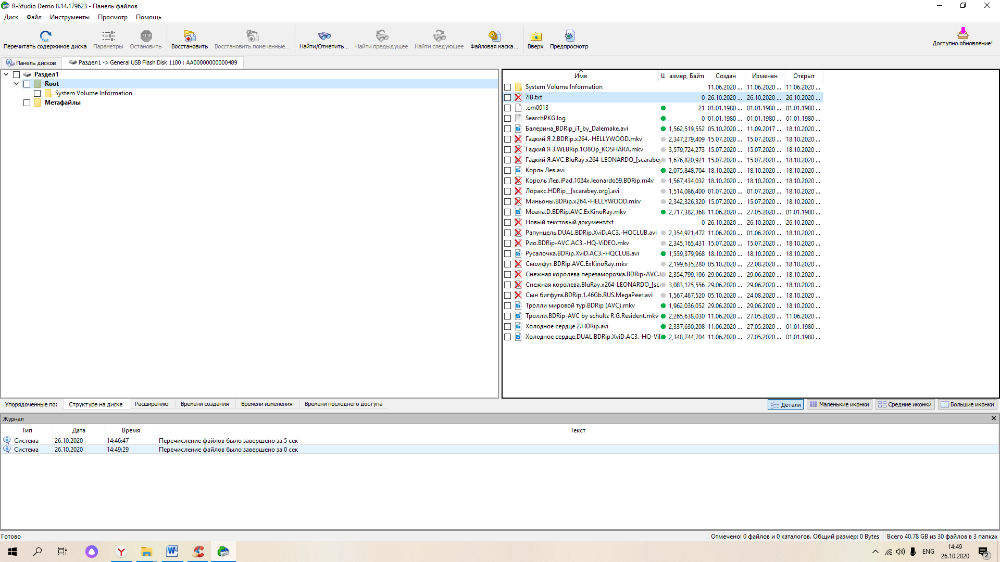 R-Studio Demo 8.14.179623 - Панель файлов
Диск Файл Инструменты Просмотр Помощь
Перечитать содержимое диска Параметры Остановить Восстановить Восстановить помеченные... Найти/Отметить... Найти предыдущее Найти следующее Файловая маска... Вверх Предпросмотр Доступно обновление!
Панель дисков Раздел1 -> General USB Flash Disk 1100 : AA00000000000489
Раздел1
Root
System Volume Information
Метафайлы
Имя Ц азмер, Байть Создан Изменен Открыт
System Volume Information 11.06.2020 ... 11.06.2020 ... 11.06.2020 ...
?IB.txt 0 26.10.2020 ... 26.10.2020 ... 26.10.2020 ...
.cm0013 21 01.01.1980 ... 01.01.1980 ... 01.01.1980 ...
SearchPKG.log 0 01.01.1980 ... 01.01.1980 ... 01.01.1980 ...
Балерина_BDRip_iT_by_Dalemake.avi 1,562,519,552 05.10.2020 ... 11.09.2017 ... 18.10.2020 ...
Гадкий Я 2.BDRip.x264.-HELLYWOOD.mkv 2,347,279,409 15.07.2020 ... 15.07.2020 ... 18.10.2020 ...
Гадкий Я 3.WEBRip.1O8Op_KOSHARA.mkv 3,579,724,273 15.07.2020 ... 15.07.2020 ... 18.10.2020 ...
Гадкий Я.AVC.BluRay.x264-LEONARDO_[scarabey 1,676,820,921 15.07.2020 ... 15.07.2020 ... 18.10.2020 ...
Корль Лев.avi 2,075,848,704 18.10.2020 ... 18.10.2020 ... 18.10.2020 ...
Король Лев.iPad.1024x.leonardo59.BDRip.m4v 1,567,434,032 18.10.2020 ... 18.10.2020 ... 18.10.2020 ...
Лоракс.HDRip__[scarabey.org].avi 1,514,086,400 01.07.2020 ... 01.07.2020 ... 18.10.2020 ...
Миньоны.BDRip.x264.-HELLYWOOD.mkv 2,342,326,320 15.07.2020 ... 15.07.2020 ... 18.10.2020 ...
Моана.D.BDRip.AVC.ExKinoRay.mkv 2,717,382,368 11.06.2020 ... 27.05.2020 ... 01.01.1980 ...
Новый текстовый документ.txt 0 26.10.2020 ... 26.10.2020 ... 26.10.2020 ...
Рапунцель.DUAL.BDRip.XviD.AC3.-HQCLUB.avi 2,354,921,472 11.06.2020 ... 01.06.2020 ... 18.10.2020 ...
Рио.BDRip-AVC.AC3.-HQ-ViDEO.mkv 2,345,165,431 15.07.2020 ... 15.07.2020 ... 18.10.2020 ...
Русалочка.BDRip.XviD.AC3.-HQCLUB.avi 1,559,379,968 18.10.2020 ... 18.10.2020 ... 18.10.2020 ...
Смолфут.BDRip.AVC.ExKinoRay.mkv 2,199,635,280 05.10.2020 ... 22.08.2020 ... 18.10.2020 ...
Снежная королева перезаморозка.BDRip-AVC. 2,354,799,106 29.06.2020 ... 29.06.2020 ... 18.10.2020 ...
Снежная королева.BluRay.x264-LEONARDO_[sca 3,083,125,556 29.06.2020 ... 29.06.2020 ... 18.10.2020 ...
Сын бигфута.BDRip.1.46Gb.RUS.MegaPeer.avi 1,567,467,520 05.10.2020 ... 24.08.2020 ... 18.10.2020 ...
Тролли мировой тур.BDRip (AVC).mkv 1,962,036,052 29.06.2020 ... 29.06.2020 ... 18.10.2020 ...
Тролли.BDRip-AVC by schultz R.G.Resident.mkv 2,265,638,030 11.06.2020 ... 27.05.2020 ... 11.06.2020 ...
Холодное сердце 2.HDRip.avi 2,337,630,208 11.06.2020 ... 27.05.2020 ... 01.01.1980 ...
Холодное сердце.DUAL.BDRip.XviD.AC3.-HQ-ViD 2,348,744,704 11.06.2020 ... 27.05.2020 ... 01.01.1980 ...
Упорядоченные по: Структуре на диске Расширению Времени создания Времени изменения Времени последнего доступа Детали Маленькие иконки Средние иконки Большие иконки
Журнал
Тип Дата Время Текст
Система 26.10.2020 14:46:47 Перечисление файлов было завершено за 5 сек
Система 26.10.2020 14:49:29 Перечисление файлов было завершено за 0 сек
Готово Отмечено: 0 файлов и 0 каталогов. Общий размер: 0 Bytes Всего 40.78 GB из 30 файлов в 3 папках
ENG 14:49
26.10.2020 2